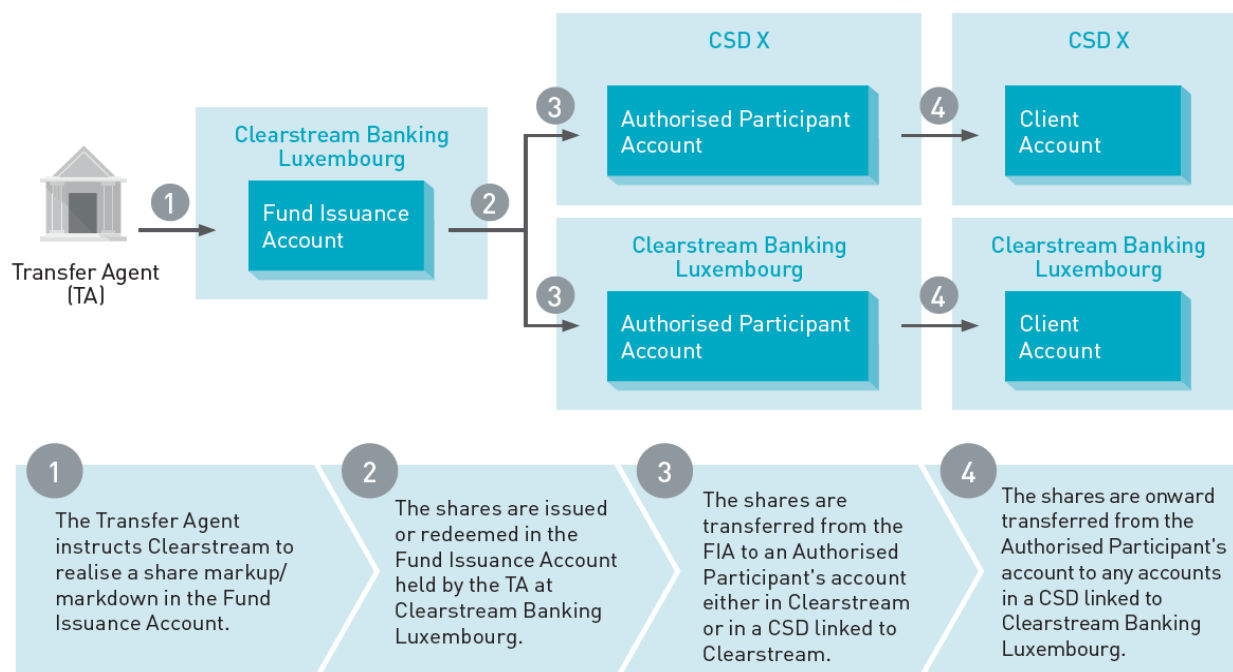 CSD X
CSD X
3
Authorised Participant
Account
4
Client
Account
Clearstream Banking
Luxembourg
1
Fund Issuance
Account
2
Transfer Agent
(TA)
Clearstream Banking
Luxembourg
Clearstream Banking
Luxembourg
3
Authorised Participant
Account
4
Client
Account
1
The Transfer Agent
instructs Clearstream to
realise a share markup/
markdown in the Fund
Issuance Account.
2
The shares are issued
or redeemed in the
Fund Issuance Account
held by the TA at
Clearstream Banking
Luxembourg.
3
The shares are
transferred from the
FIA to an Authorised
Participant's account
either in Clearstream
or in a CSD linked to
Clearstream.
4
The shares are onward
transferred from the
Authorised Participant's
account to any accounts
in a CSD linked to
Clearstream Banking
Luxembourg.